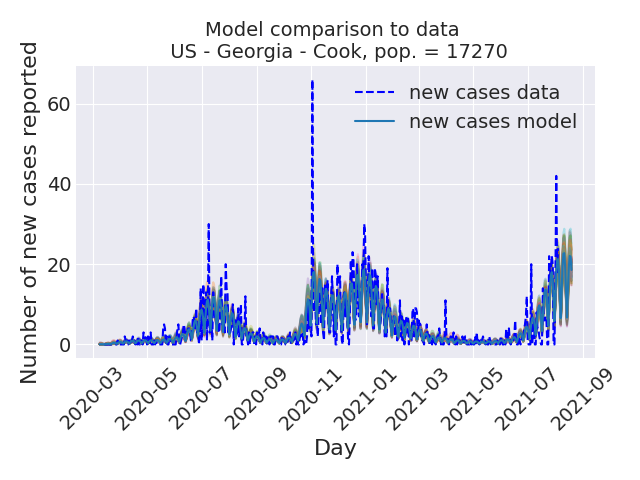 Model comparison to data
US - Georgia - Cook, pop. = 17270
Number of new cases reported
60
40
20
0
new cases data
new cases model
2020-03
2020-05
2020-07
2020-09
2020-11
2021-01
2021-03
2021-05
2021-07
2021-09
Day